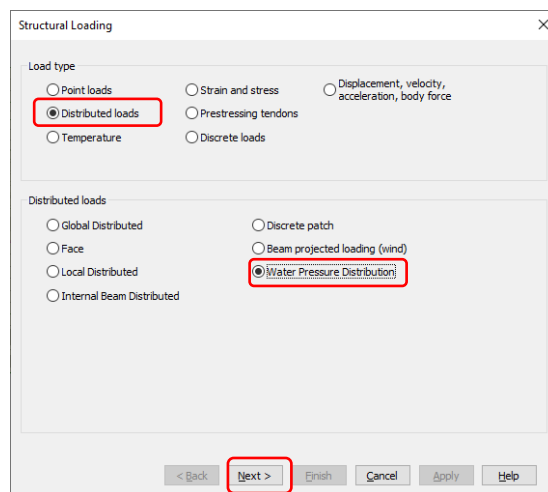 Structural Loading
Load type
Point loads
Strain and stress
Displacement, velocity,
acceleration, body force
Distributed loads
Prestressing tendons
Temperature
Discrete loads
Distributed loads
Global Distributed
Discrete patch
Face
Beam projected loading (wind)
Local Distributed
Water Pressure Distribution
Internal Beam Distributed
< Back
Next >
Finish
Cancel
Apply
Help